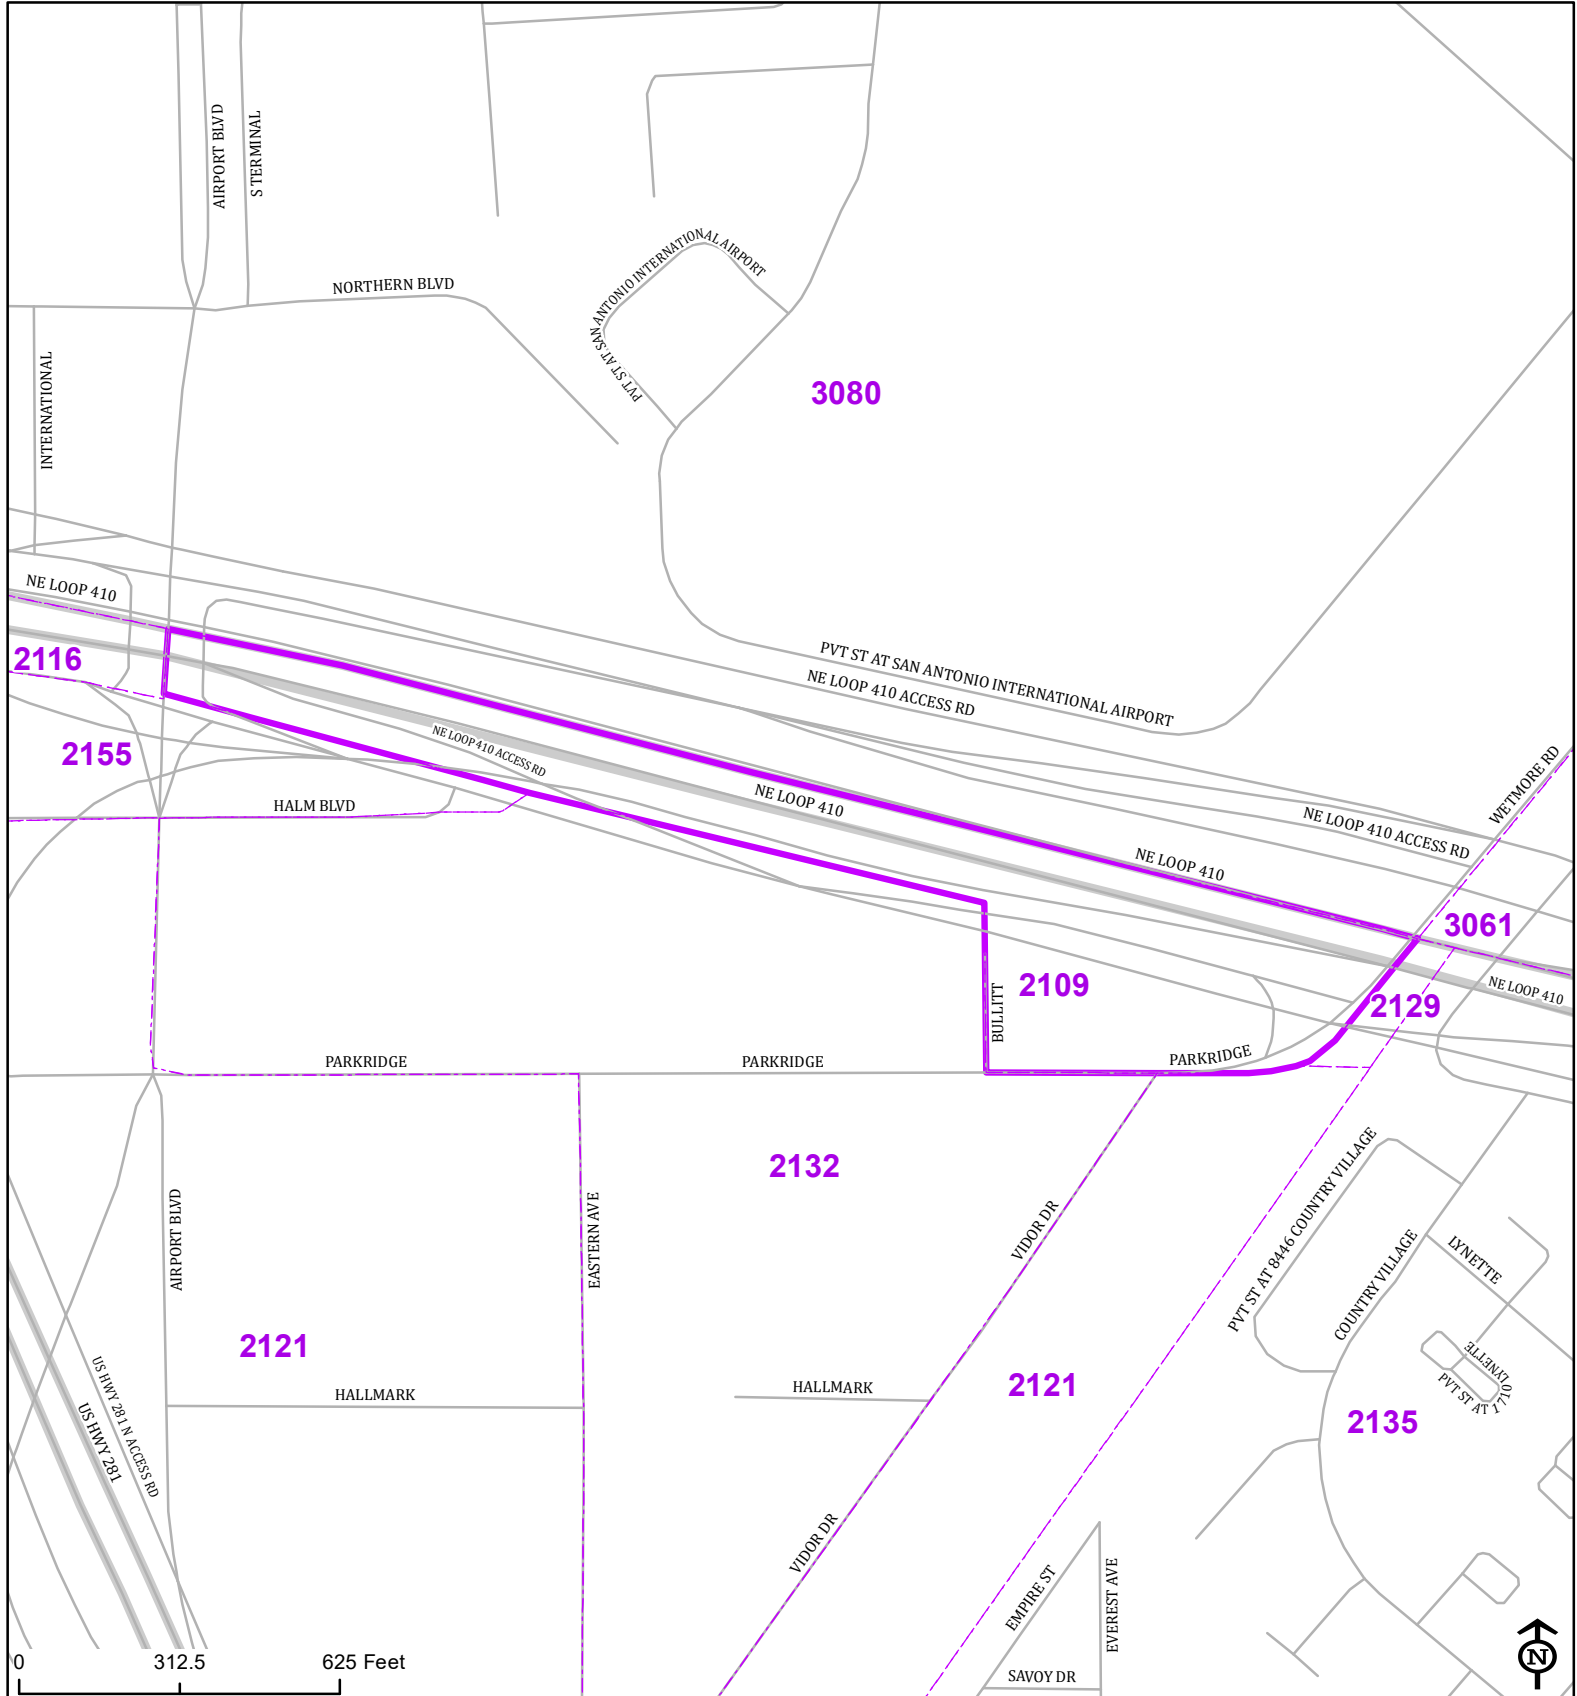 AIRPORT BLVD
S TERMINAL
PVT ST AT SAN ANTONIO INTERNATIONAL AIRPORT
NORTHERN BLVD
INTERNATIONAL
3080
NE LOOP 410
2116
PVT ST AT SAN ANTONIO INTERNATIONAL AIRPORT
NE LOOP 410 ACCESS RD
2155
NE LOOP 410 ACCESS RD
WETMORE RD
HALM BLVD
NE LOOP 410
NE LOOP 410 ACCESS RD
NE LOOP 410
3061
2109
NE LOOP 410
2129
BULLITT
PARKRIDGE
PARKRIDGE
PARKRIDGE
2132
PVT ST AT 8446 COUNTRY VILLAGE
AIRPORT BLVD
EASTERN AVE
VIDOR DR
COUNTRY VILLAGE
LYNETTE
2121
LYNETTE
PVT ST AT 1710
HALLMARK
HALLMARK
2121
2135
US HWY 281 N ACCESS RD
US HWY 281
VIDOR DR
EMPIRE ST
EVEREST AVE
SAVOY DR
0 312.5 625 Feet
N